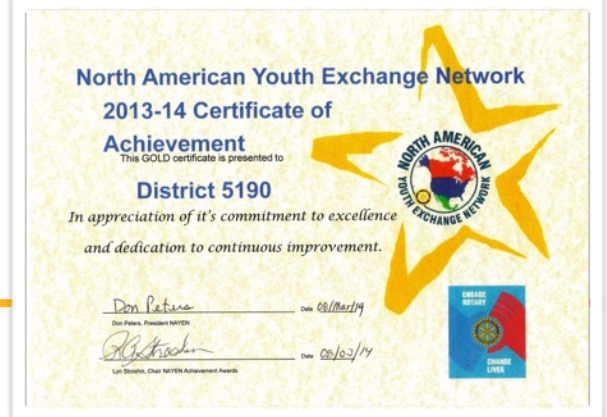 North American Youth Exchange Network
2013-14 Certificate of
Achievement
This GOLD certificate is presented to
District 5190
In appreciation of it's commitment to excellence
and dedication to continuous improvement.
Don Peters Date 08/Mar/14
Don Peters, President NAYEN
Date 08/03/14
Lyn Stroshin, Chair NAYEN Achievement Awards
NORTH AMERICAN
YOUTH EXCHANGE NETWORK
ENGAGE
ROTARY
CHANGE
LIVES